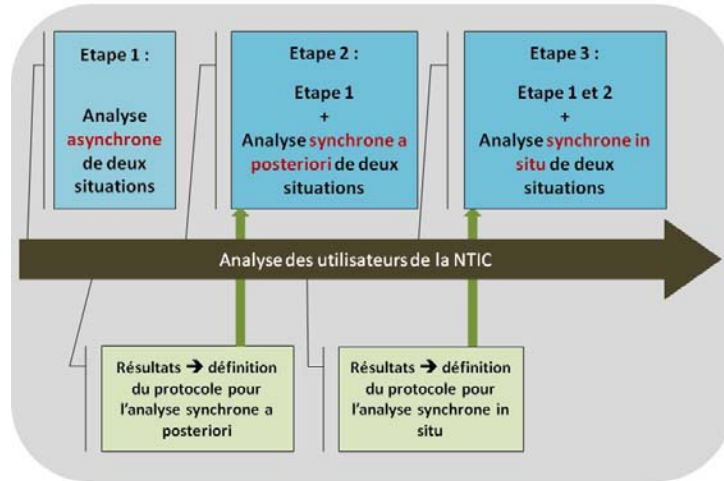 Etape 1 :
Analyse
asynchrone
de deux
situations
Etape 2 :
Etape 1
+
Analyse synchrone a
posteriori de deux
situations
Etape 3 :
Etape 1 et 2
+
Analyse synchrone in
situ de deux
situations
Analyse des utilisateurs de la NTIC
Résultats → définition
du protocole pour
l'analyse synchrone a
posteriori
Résultats → définition
du protocole pour
l'analyse synchrone in
situ